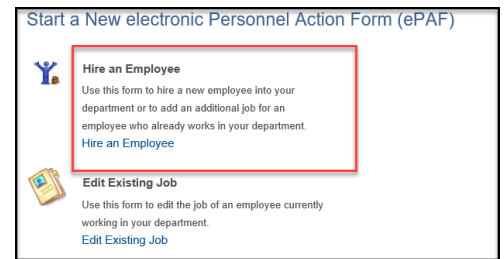 Start a New electronic Personnel Action Form (ePAF)
Hire an Employee
Use this form to hire a new employee into your
department or to add an additional job for an
employee who already works in your department.
Hire an Employee
Edit Existing Job
Use this form to edit the job of an employee currently
working in your department.
Edit Existing Job